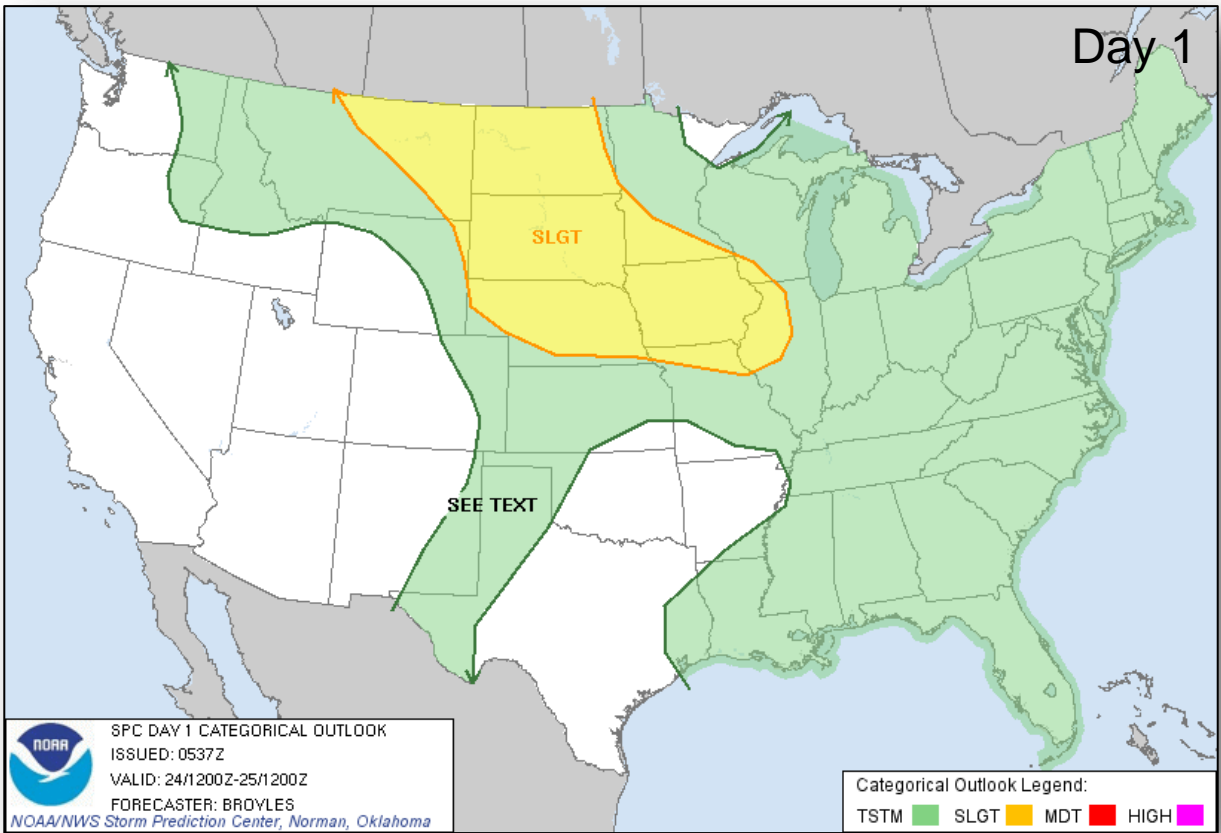 Day 1
SLGT
SEE TEXT
NOAA
SPC DAY 1 CATEGORICAL OUTLOOK
ISSUED: 0537Z
VALID: 24/1200Z-25/1200Z
FORECASTER: BROYLES
NOAA/NWS Storm Prediction Center, Norman, Oklahoma
Categorical Outlook Legend:
TSTM SLGT MDT HIGH